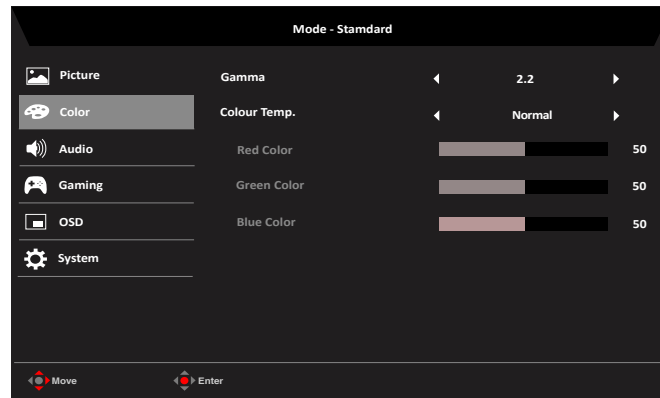 Mode - Stamdard
Picture
Gamma
2.2
Color
Colour Temp.
Normal
Audio
Red Color
50
Gaming
Green Color
50
OSD
Blue Color
50
System
Move
Enter